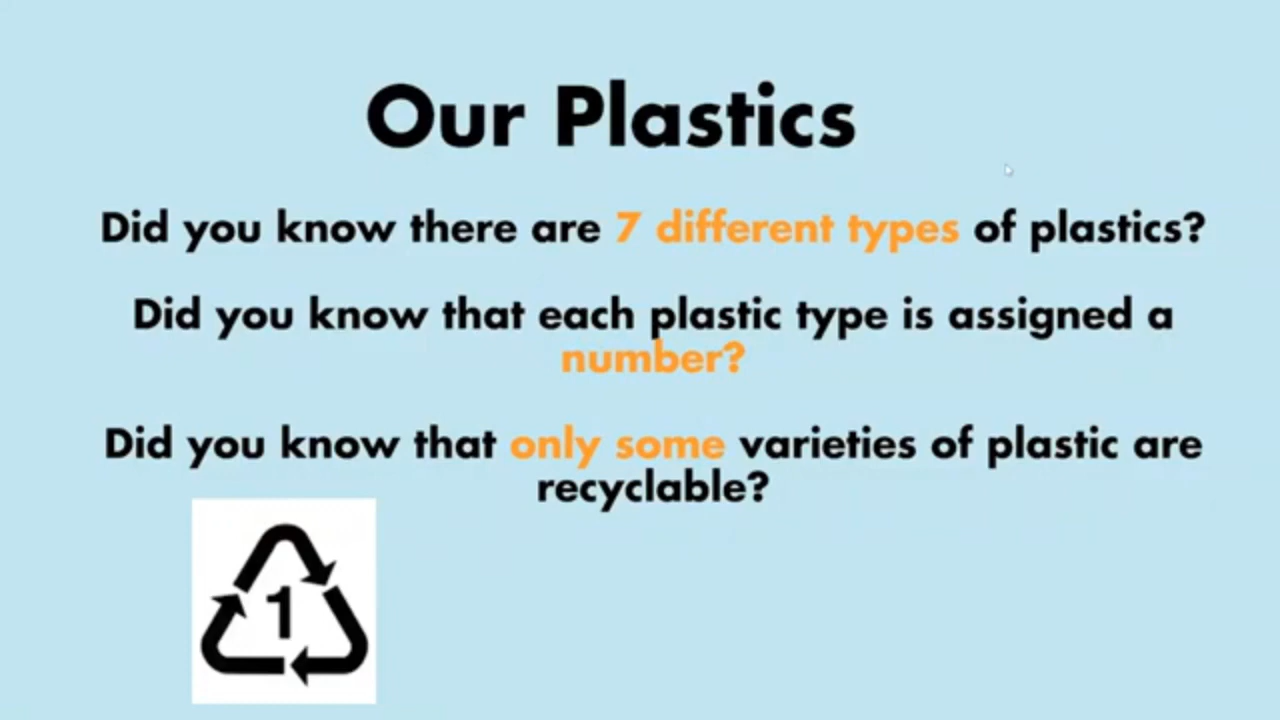 Our Plastics
Did you know there are 7 different types of plastics?
Did you know that each plastic type is assigned a
number?
Did you know that only some varieties of plastic are
recyclable?
1